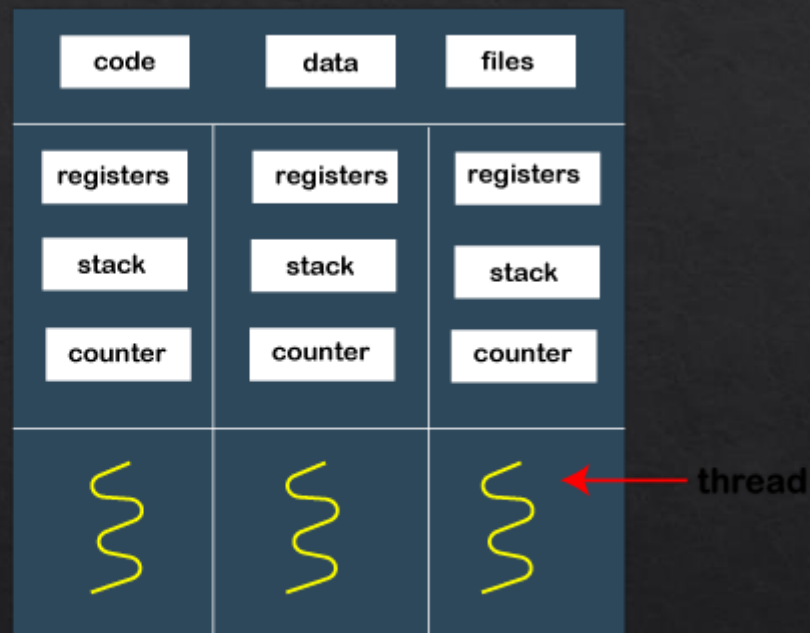 code data files
registers registers registers
stack stack stack
counter counter counter
thread